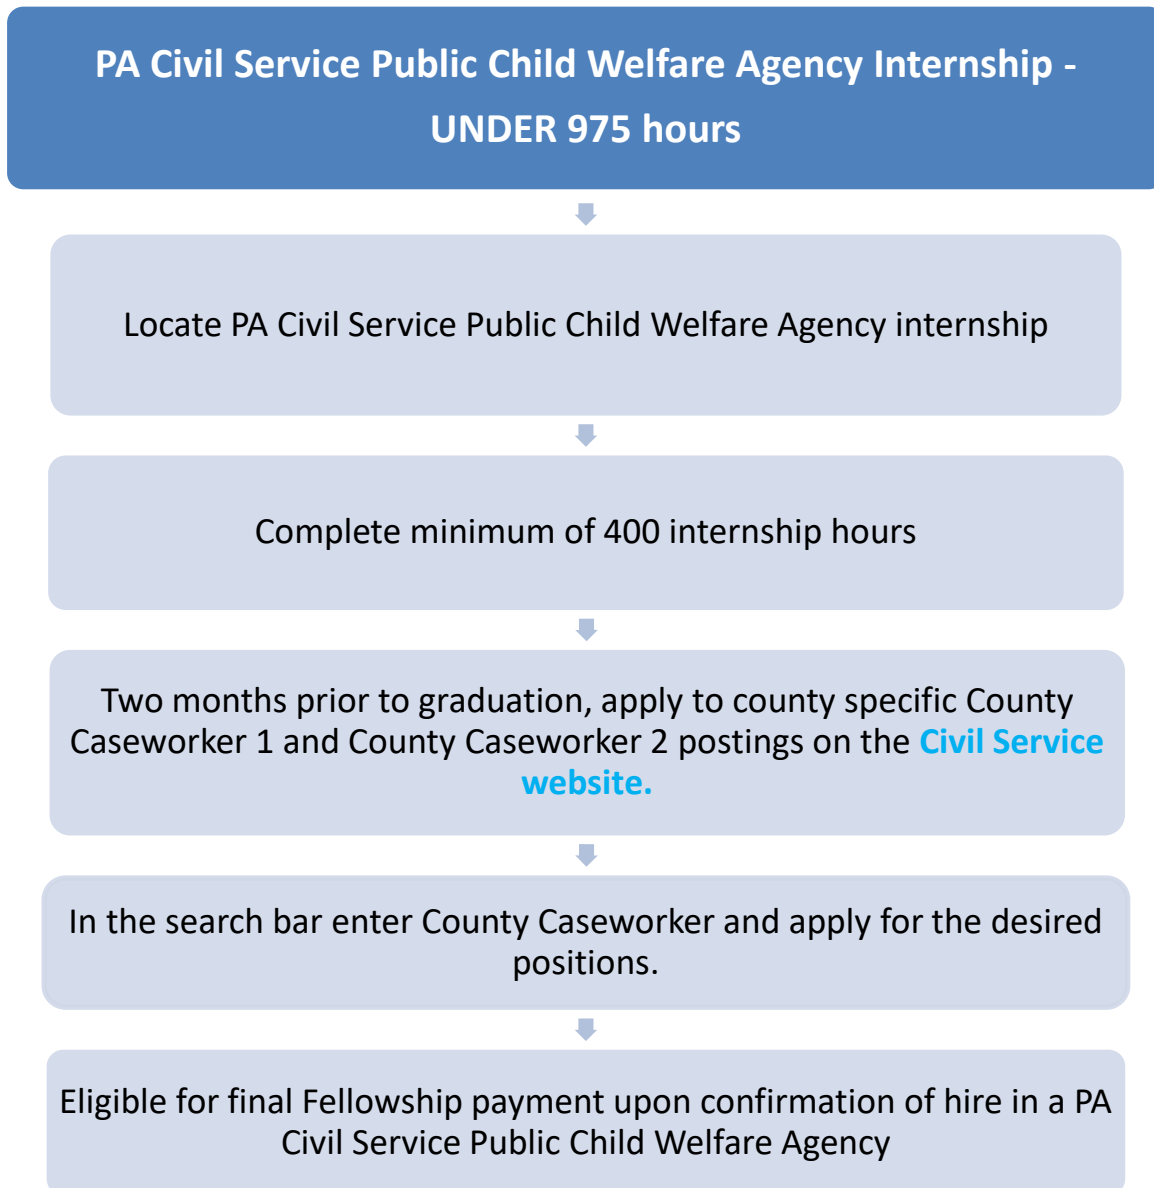 PA Civil Service Public Child Welfare Agency Internship -
UNDER 975 hours
Locate PA Civil Service Public Child Welfare Agency internship
Complete minimum of 400 internship hours
Two months prior to graduation, apply to county specific County
Caseworker 1 and County Caseworker 2 postings on the Civil Service
website.
In the search bar enter County Caseworker and apply for the desired
positions.
Eligible for final Fellowship payment upon confirmation of hire in a PA
Civil Service Public Child Welfare Agency